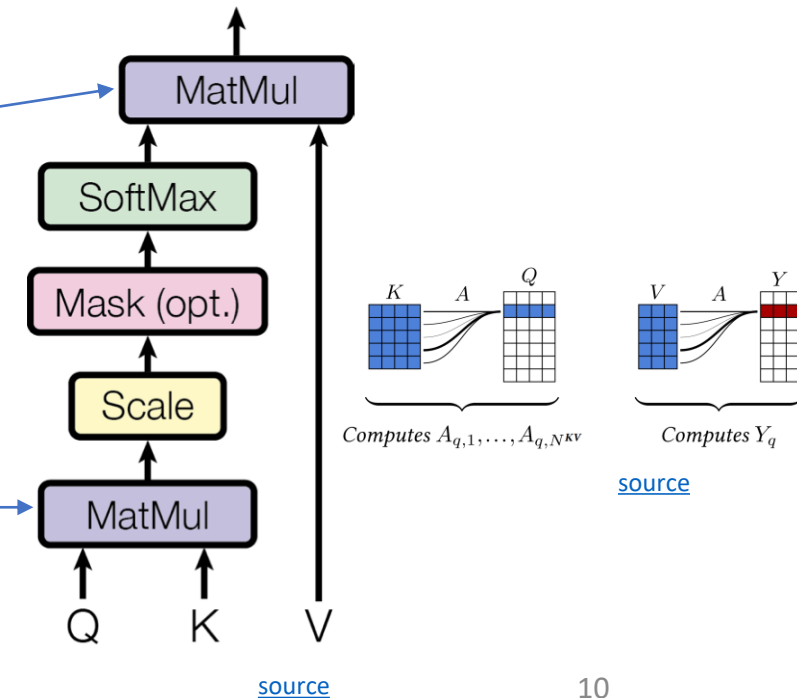 MatMul
SoftMax
Mask (opt.)
Scale
MatMul
Q K V
source
K A Q
Computes A_{q,1},...,A_{q,N^{KV}}
V A Y
Computes Y_q
source
10